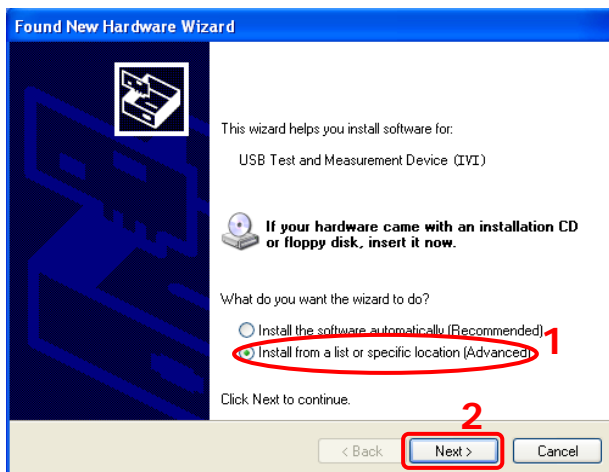 Found New Hardware Wizard
This wizard helps you install software for:
USB Test and Measurement Device (IVI)
If your hardware came with an installation CD
or floppy disk, insert it now.
What do you want the wizard to do?
Install the software automatically (Recommended)
Install from a list or specific location (Advanced)
1
Click Next to continue.
2
< Back
Next >
Cancel